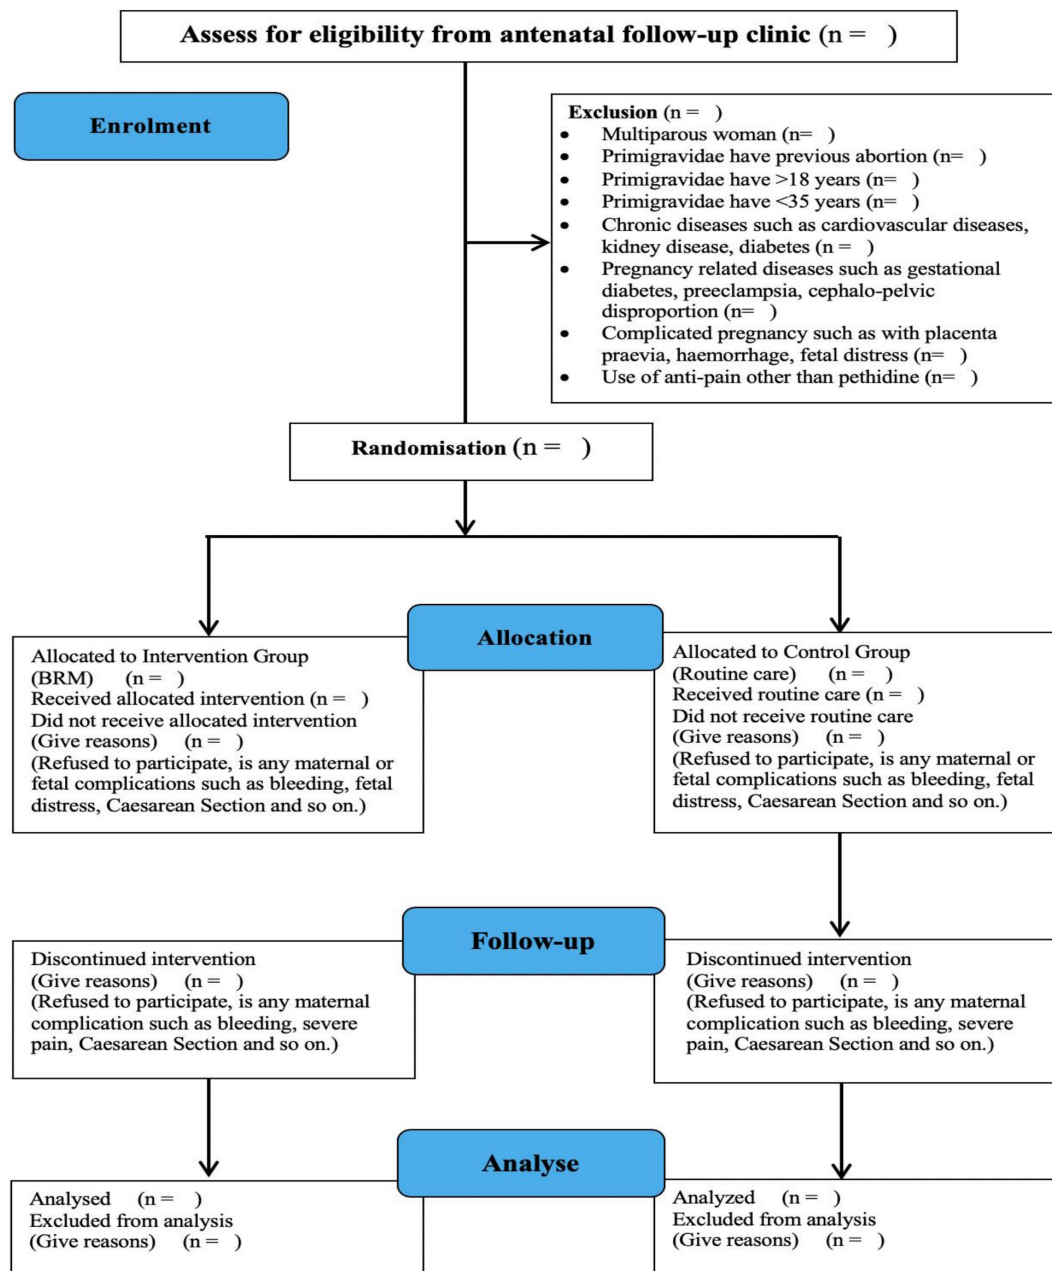 Assess for eligibility from antenatal follow-up clinic (n =   )
Enrolment
Exclusion (n =   )
• Multiparous woman (n=   )
• Primigravidae have previous abortion (n=   )
• Primigravidae have >18 years (n=   )
• Primigravidae have <35 years (n=   )
• Chronic diseases such as cardiovascular diseases,
kidney disease, diabetes (n =   )
• Pregnancy related diseases such as gestational
diabetes, preeclampsia, cephalo-pelvic
disproportion (n=   )
• Complicated pregnancy such as with placenta
praevia, haemorrhage, fetal distress (n=   )
• Use of anti-pain other than pethidine (n=   )
Randomisation (n =   )
Allocation
Allocated to Intervention Group
(BRM)    (n =   )
Received allocated intervention (n =   )
Did not receive allocated intervention
(Give reasons)    (n =   )
(Refused to participate, is any maternal or
fetal complications such as bleeding, fetal
distress, Caesarean Section and so on.)
Allocated to Control Group
(Routine care)    (n =   )
Received routine care (n =   )
Did not receive routine care
(Give reasons)    (n =   )
(Refused to participate, is any maternal or
fetal complications such as bleeding, fetal
distress, Caesarean Section and so on.)
Follow-up
Discontinued intervention
(Give reasons)    (n =   )
(Refused to participate, is any maternal
complication such as bleeding, severe
pain, Caesarean Section and so on.)
Discontinued intervention
(Give reasons)    (n =   )
(Refused to participate, is any maternal
complication such as bleeding, severe
pain, Caesarean Section and so on.)
Analyse
Analysed    (n =   )
Excluded from analysis
(Give reasons)    (n =   )
Analyzed    (n =   )
Excluded from analysis
(Give reasons)    (n =   )